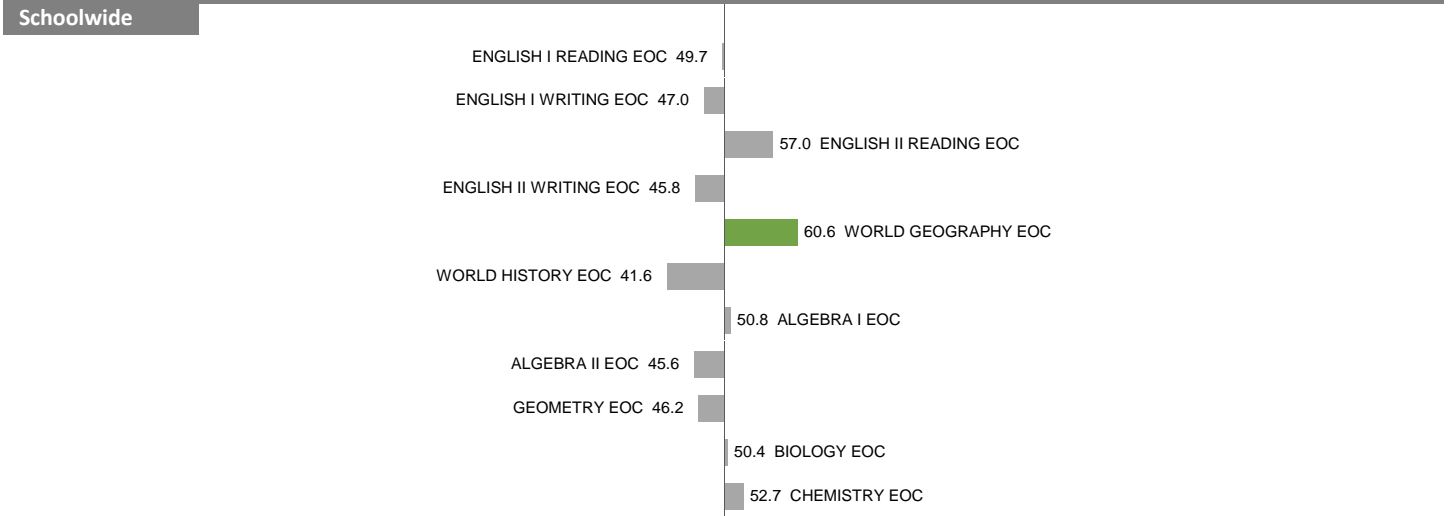 Schoolwide
ENGLISH I READING EOC 49.7
ENGLISH I WRITING EOC 47.0
57.0 ENGLISH II READING EOC
ENGLISH II WRITING EOC 45.8
60.6 WORLD GEOGRAPHY EOC
WORLD HISTORY EOC 41.6
50.8 ALGEBRA I EOC
ALGEBRA II EOC 45.6
GEOMETRY EOC 46.2
50.4 BIOLOGY EOC
52.7 CHEMISTRY EOC